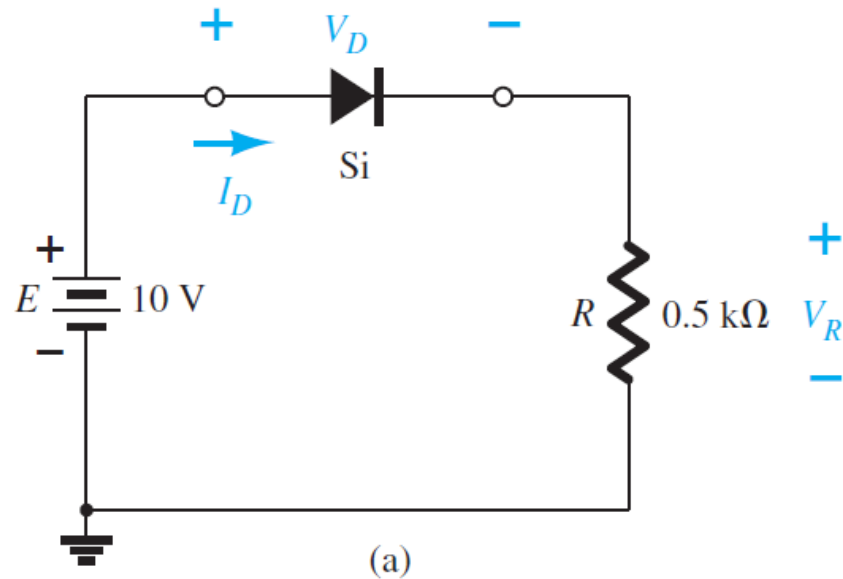 + V_D −
Si
I_D
+
E 10 V
−
+
R 0.5 kΩ V_R
−
(a)